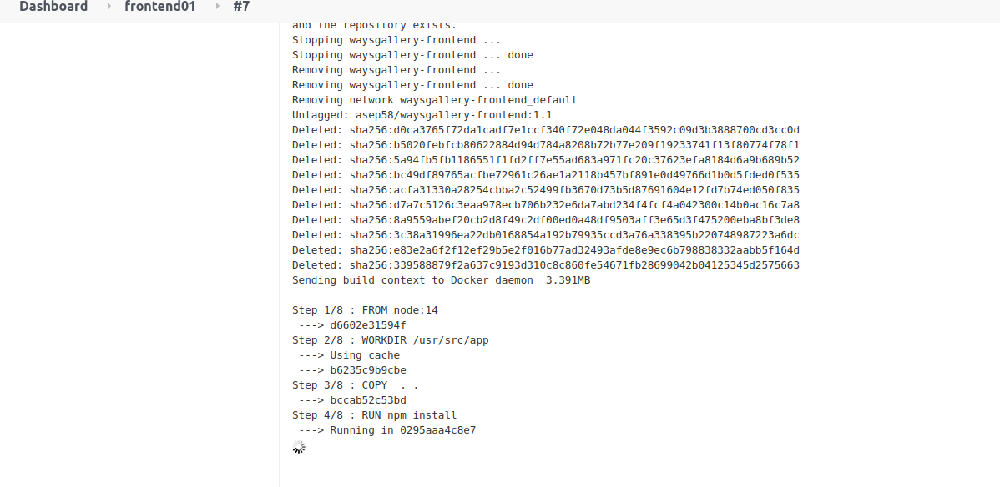 Dashboard frontend01 #7
and the repository exists.
Stopping waysgallery-frontend ...
Stopping waysgallery-frontend ... done
Removing waysgallery-frontend ...
Removing waysgallery-frontend ... done
Removing network waysgallery-frontend_default
Untagged: asep58/waysgallery-frontend:1.1
Deleted: sha256:d0ca3765f72da1cadf7e1ccf340f72e048da044f3592c09d3b3888700cd3cc0d
Deleted: sha256:b5020febfcb80622884d94d784a8208b72b77e209f19233741f13f80774f78f1
Deleted: sha256:5a94fb5fb1186551f1fd2ff7e55ad683a971fc20c37623efa8184d6a9b689b52
Deleted: sha256:bc49df89765acfbe72961c26ae1a2118b457bf891e0d49766d1b0d5fded0f535
Deleted: sha256:acfa31330a28254cbba2c52499fb3670d73b5d87691604e12fd7b74ed050f835
Deleted: sha256:d7a7c5126c3eaa978ecb706b232e6da7abd234f4fcf4a042300c14b0ac16c7a8
Deleted: sha256:8a9559abef20cb2d8f49c2df00ed0a48df9503aff3e65d3f475200eba8bf3de8
Deleted: sha256:3c38a31996ea22db0168854a192b79935ccd3a76a338395b220748987223a6dc
Deleted: sha256:e83e2a6f2f12ef29b5e2f016b77ad32493afde8e9ec6b798838332aabb5f164d
Deleted: sha256:339588879f2a637c9193d310c8c860fe54671fb28699042b04125345d2575663
Sending build context to Docker daemon  3.391MB
Step 1/8 : FROM node:14
---> d6602e31594f
Step 2/8 : WORKDIR /usr/src/app
---> Using cache
---> b6235c9b9cbe
Step 3/8 : COPY  . .
---> bccab52c53bd
Step 4/8 : RUN npm install
---> Running in 0295aaa4c8e7